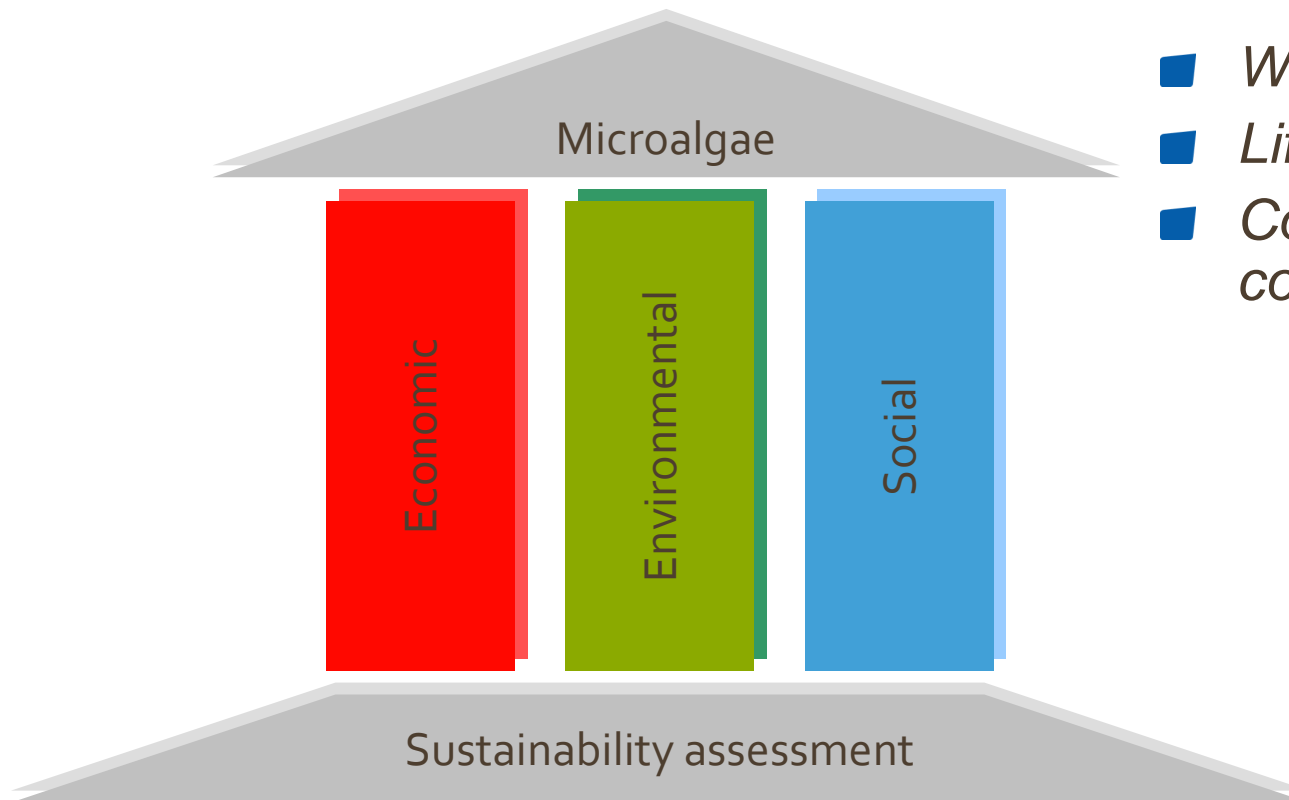 Microalgae
Economic
Environmental
Social
Sustainability assessment